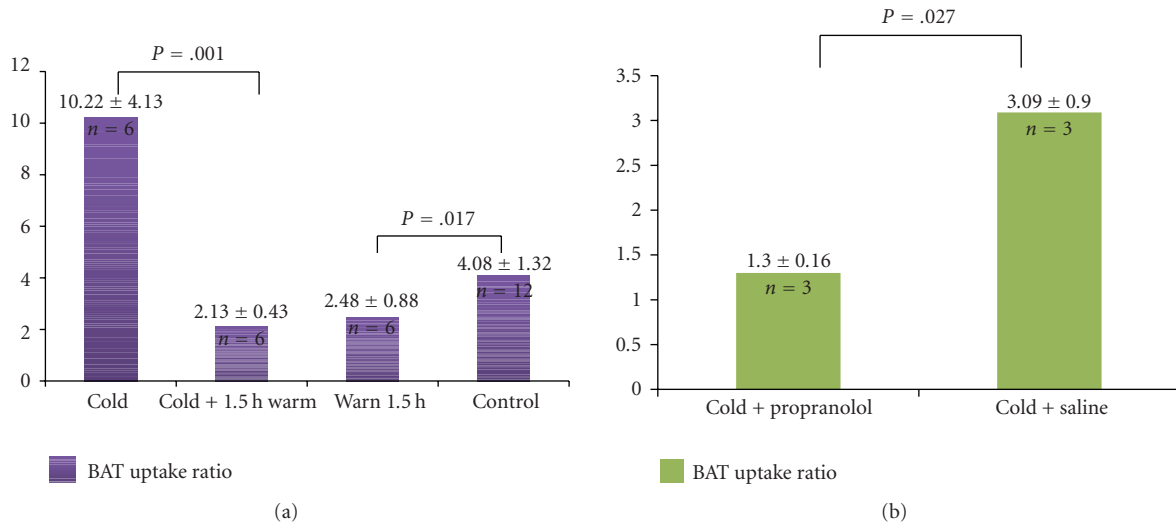 P = .001
12
10
8
6
4
2
0
10.22 ± 4.13
n = 6
2.13 ± 0.43
n = 6
P = .017
2.48 ± 0.88
n = 6
4.08 ± 1.32
n = 12
Cold
Cold + 1.5 h warm
Warn 1.5 h
Control
BAT uptake ratio
(a)
P = .027
3.5
3
2.5
2
1.5
1
0.5
0
1.3 ± 0.16
n = 3
3.09 ± 0.9
n = 3
Cold + propranolol
Cold + saline
BAT uptake ratio
(b)